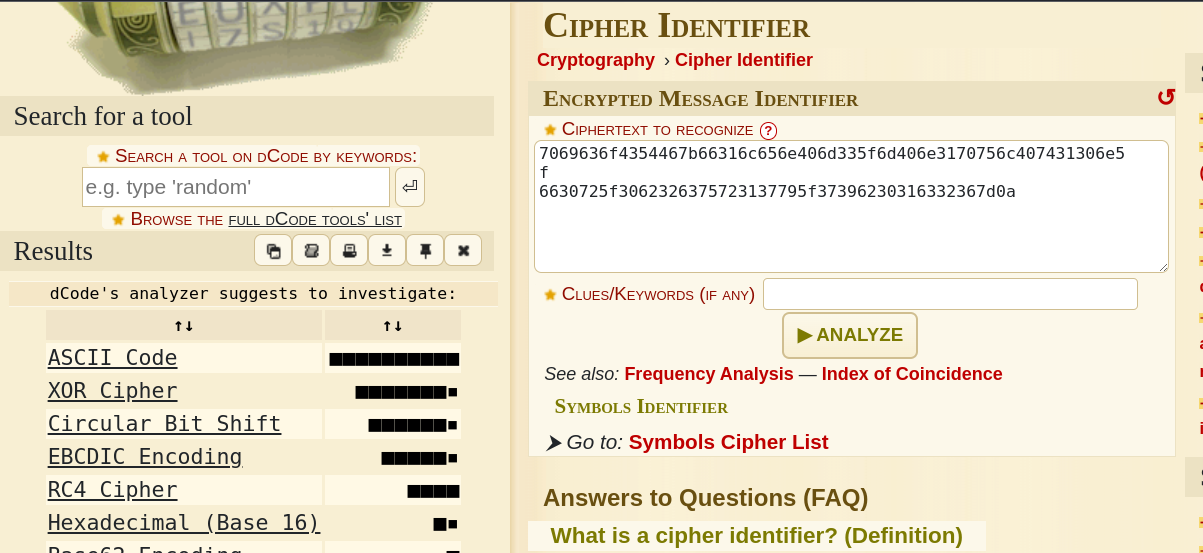 Search for a tool
★ Search a tool on dCode by keywords:
e.g. type 'random'
★ Browse the full dCode tools' list
Results
dCode's analyzer suggests to investigate:
↑↓ ↑↓
ASCII Code
XOR Cipher
Circular Bit Shift
EBCDIC Encoding
RC4 Cipher
Hexadecimal (Base 16)
Cipher Identifier
Cryptography › Cipher Identifier
Encrypted Message Identifier
★ Ciphertext to recognize ?
7069636f4354467b66316c656e406d335f6d406e3170756c407431306e5
f
6630725f3062326375723137795f37396230316332367d0a
★ Clues/Keywords (if any)
▶ ANALYZE
See also: Frequency Analysis — Index of Coincidence
Symbols Identifier
➤ Go to: Symbols Cipher List
Answers to Questions (FAQ)
What is a cipher identifier? (Definition)